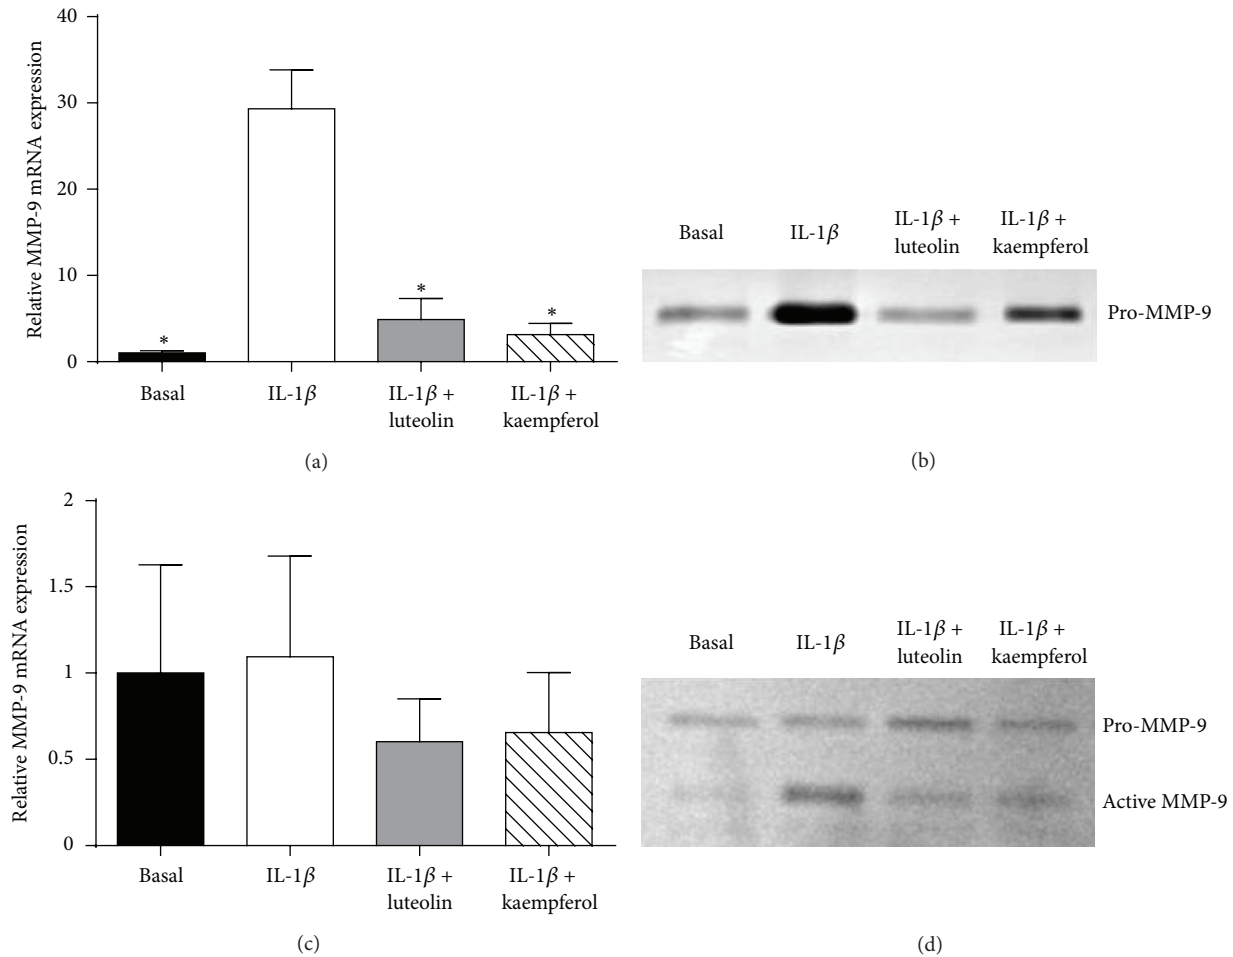 Relative MMP-9 mRNA expression
40
30
20
10
0
*
*
*
Basal
IL-1β
IL-1β +
luteolin
IL-1β +
kaempferol
(a)
Basal
IL-1β
IL-1β +
luteolin
IL-1β +
kaempferol
Pro-MMP-9
(b)
Relative MMP-9 mRNA expression
2
1.5
1
0.5
0
Basal
IL-1β
IL-1β +
luteolin
IL-1β +
kaempferol
(c)
Basal
IL-1β
IL-1β +
luteolin
IL-1β +
kaempferol
Pro-MMP-9
Active MMP-9
(d)